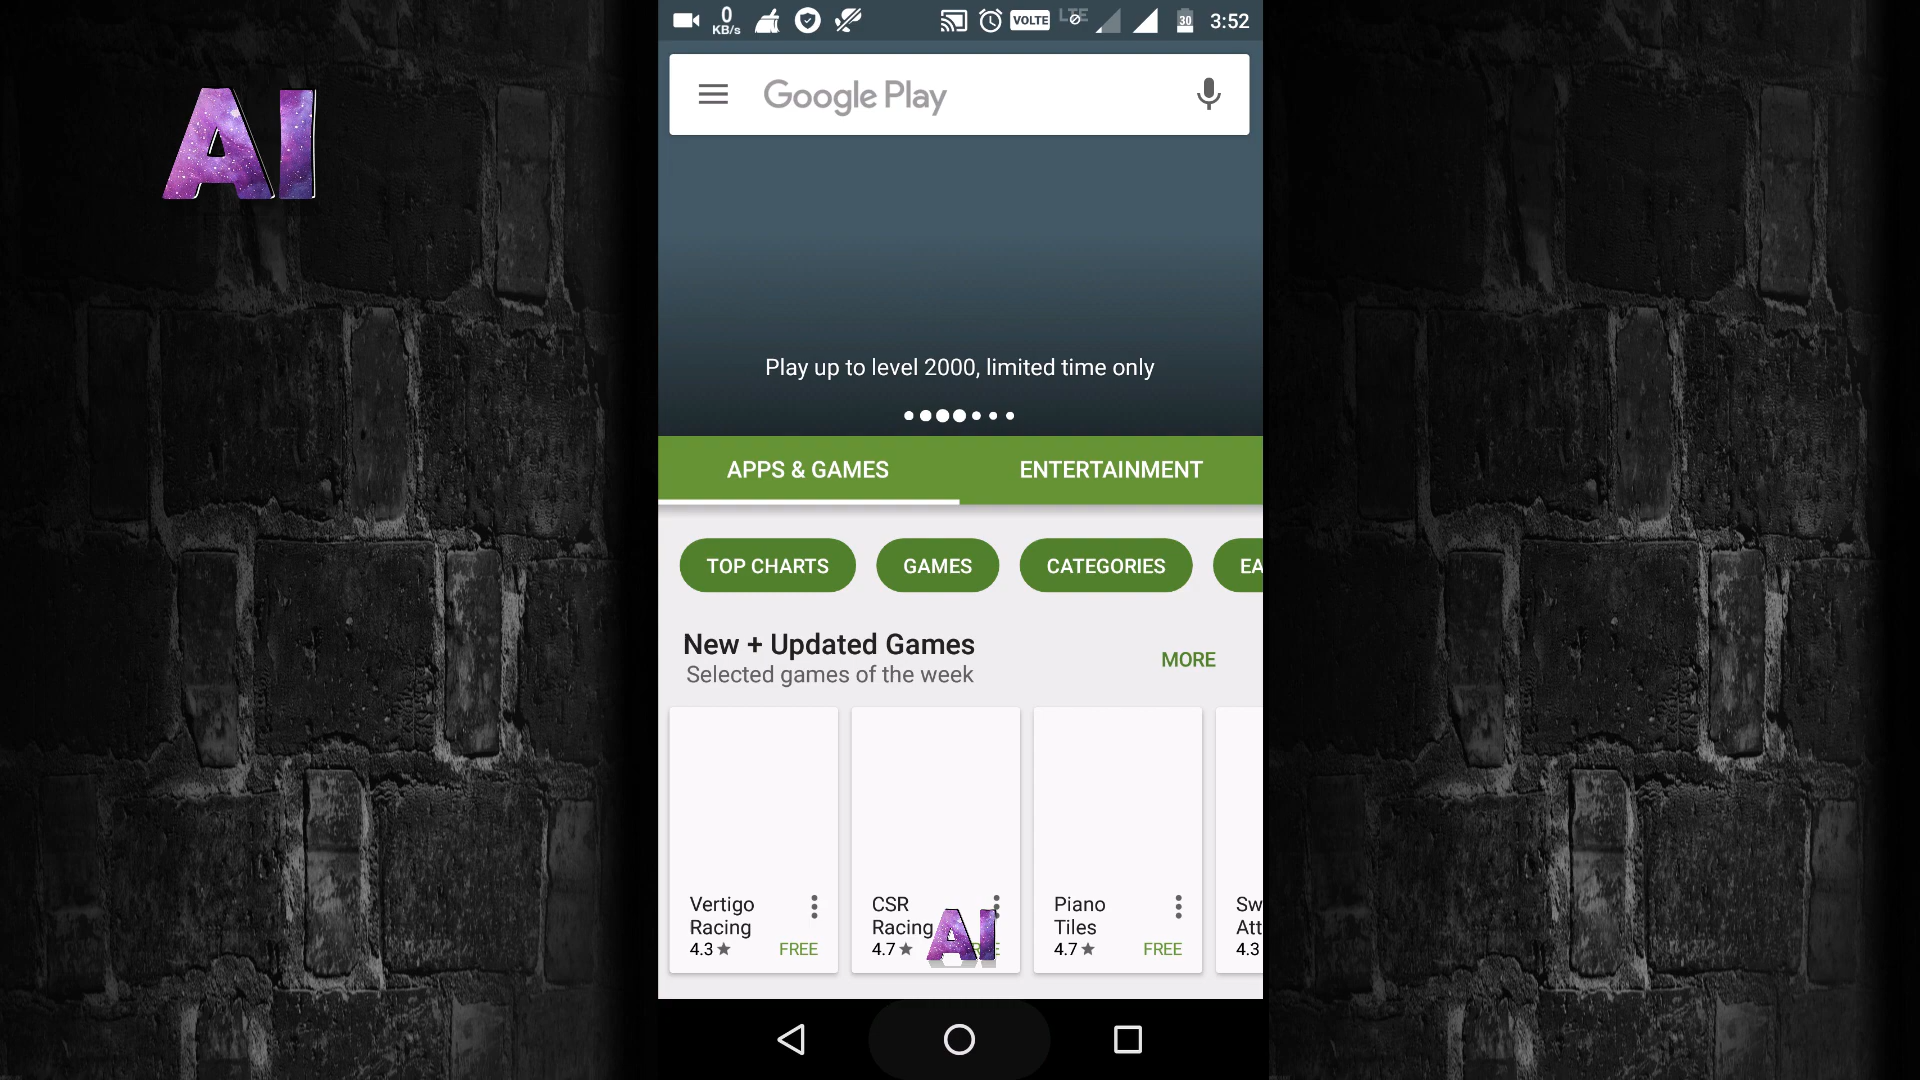 0
KB/s
VOLTE
LTE
30
3:52
AI
Google Play
Play up to level 2000, limited time only
APPS & GAMES
ENTERTAINMENT
TOP CHARTS
GAMES
CATEGORIES
EA
New + Updated Games
Selected games of the week
MORE
Vertigo
Racing
4.3★
FREE
CSR
Racing
4.7★
AI
Piano
Tiles
4.7★
FREE
Sw
Att
4.3